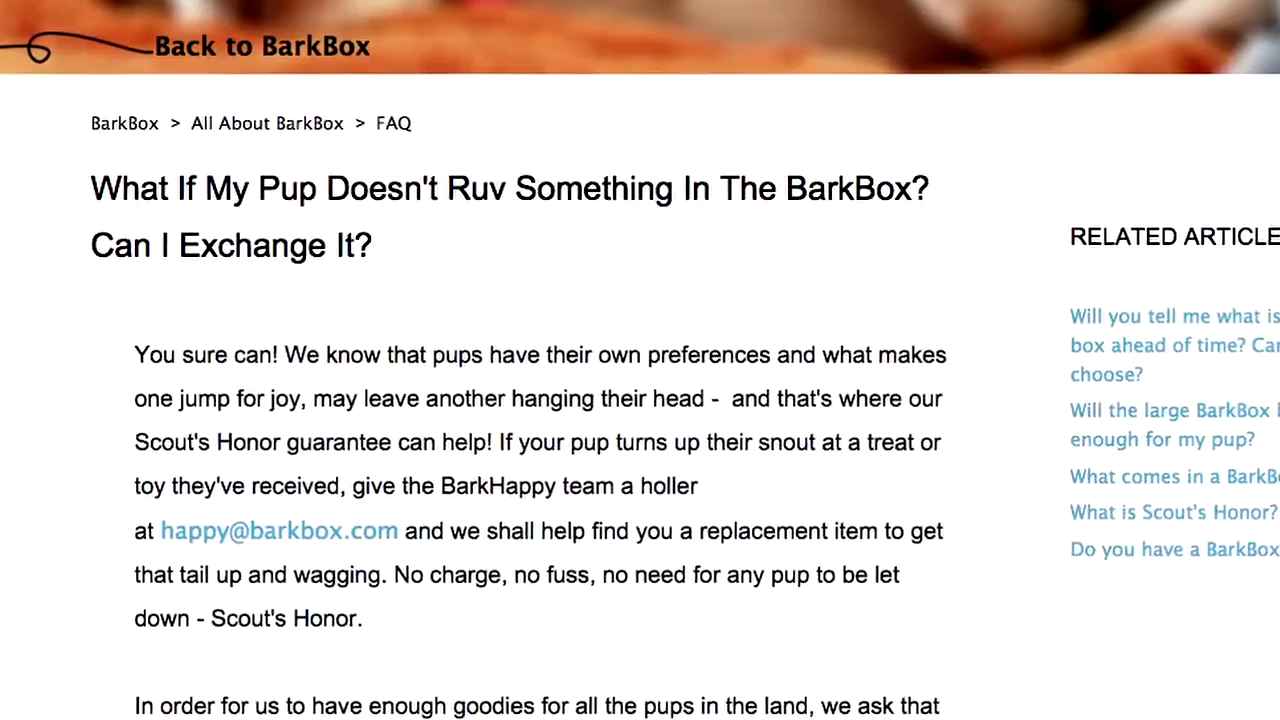 Back to BarkBox
BarkBox > All About BarkBox > FAQ
What If My Pup Doesn't Ruv Something In The BarkBox?
Can I Exchange It?
You sure can! We know that pups have their own preferences and what makes
one jump for joy, may leave another hanging their head - and that's where our
Scout's Honor guarantee can help! If your pup turns up their snout at a treat or
toy they've received, give the BarkHappy team a holler
at happy@barkbox.com and we shall help find you a replacement item to get
that tail up and wagging. No charge, no fuss, no need for any pup to be let
down - Scout's Honor.
In order for us to have enough goodies for all the pups in the land, we ask that
RELATED ARTICLE
Will you tell me what is
box ahead of time? Can
choose?
Will the large BarkBox
enough for my pup?
What comes in a BarkBo
What is Scout's Honor?
Do you have a BarkBox